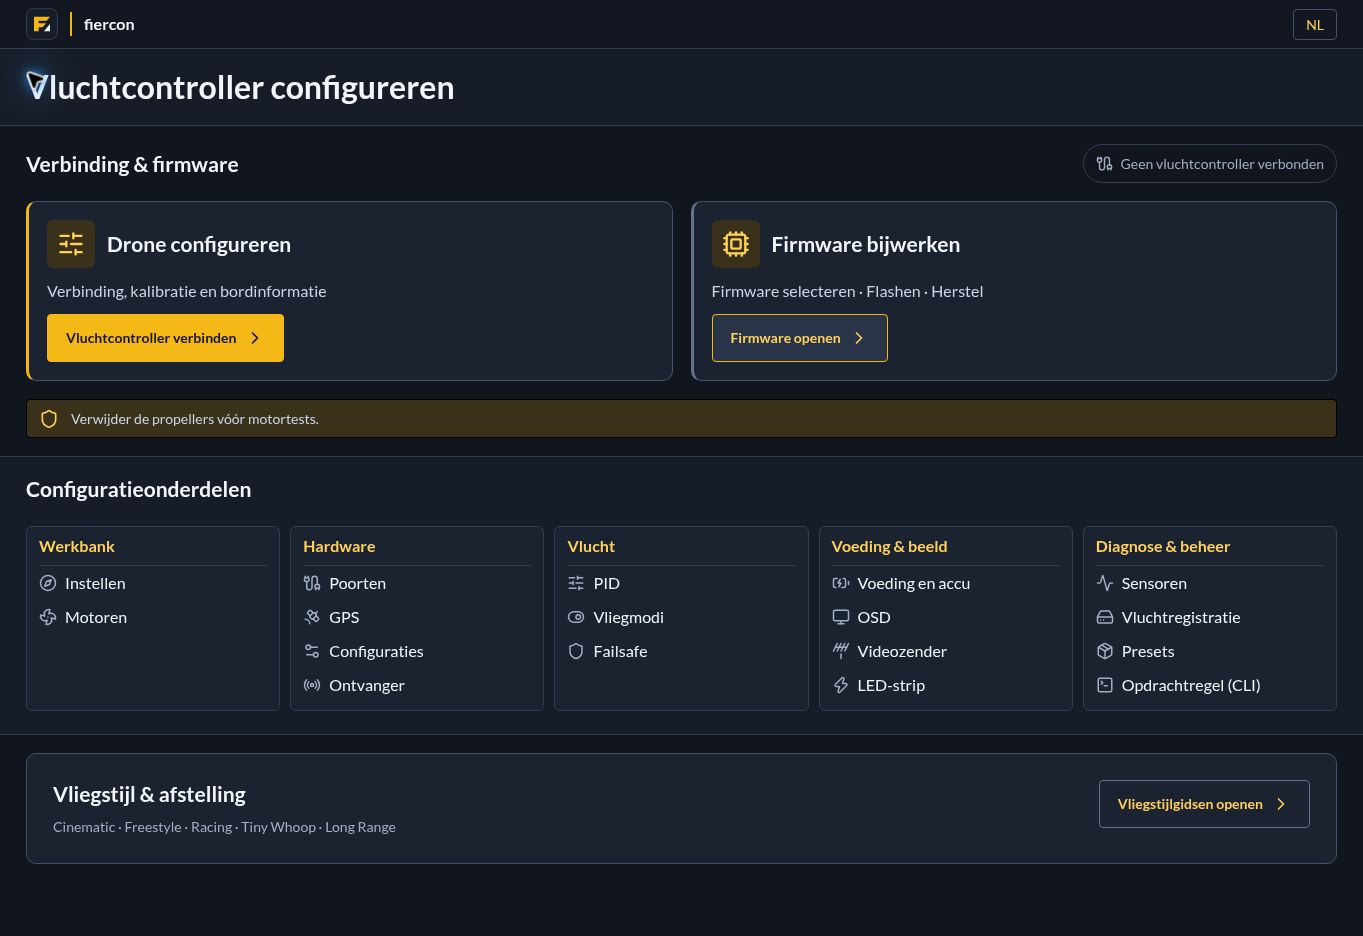 fiercon
NL
Vluchtcontroller configureren
Verbinding & firmware
Geen vluchtcontroller verbonden
Drone configureren
Verbinding, kalibratie en bordinformatie
Vluchtcontroller verbinden
Firmware bijwerken
Firmware selecteren · Flashen · Herstel
Firmware openen
Verwijder de propellers vóór motortests.
Configuratieonderdelen
Werkbank
Instellen
Motoren
Hardware
Poorten
GPS
Configuraties
Ontvanger
Vlucht
PID
Vliegmodi
Failsafe
Voeding & beeld
Voeding en accu
OSD
Videozender
LED-strip
Diagnose & beheer
Sensoren
Vluchtregistratie
Presets
Opdrachtregel (CLI)
Vliegstijl & afstelling
Cinematic · Freestyle · Racing · Tiny Whoop · Long Range
Vliegstijlgidsen openen